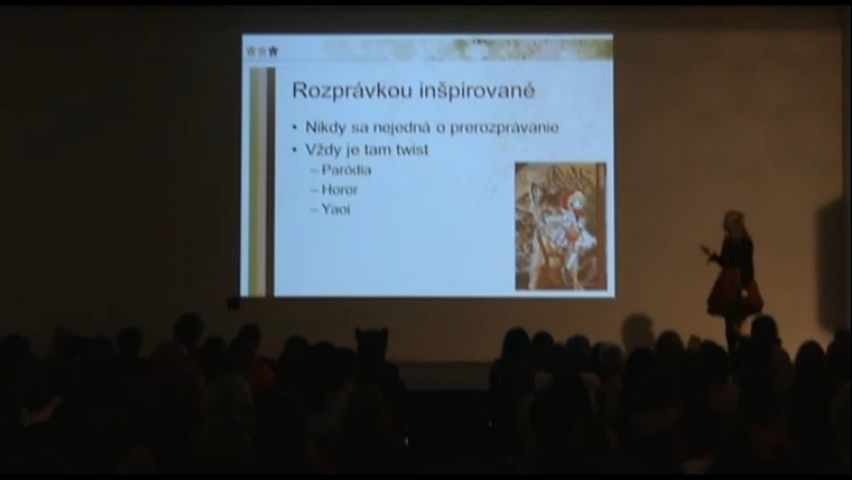 Rozprávkou inšpirované
• Nikdy sa nejedná o prerozprávanie
• Vždy je tam twist
– Paródia
– Horor
– Yaoi